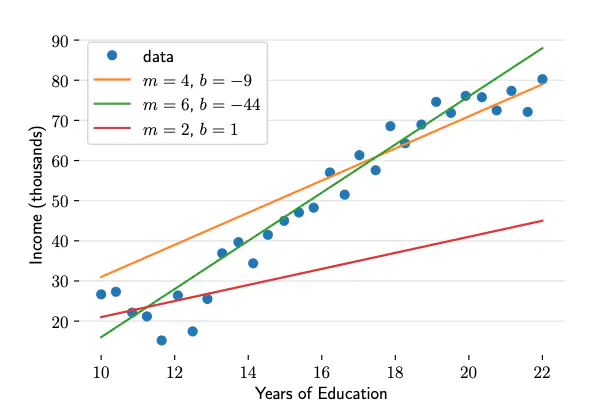 90
80
70
60
50
40
30
20
Income (thousands)
data
m = 4, b = −9
m = 6, b = −44
m = 2, b = 1
10 12 14 16 18 20 22
Years of Education